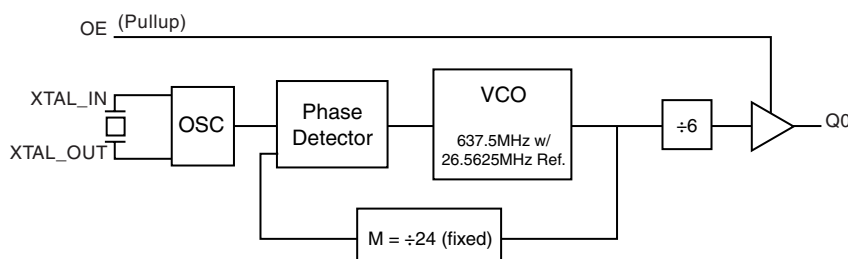 OE (Pullup)
XTAL_IN
XTAL_OUT
OSC
Phase
Detector
VCO
637.5MHz w/
26.5625MHz Ref.
÷6
Q0
M = ÷24 (fixed)